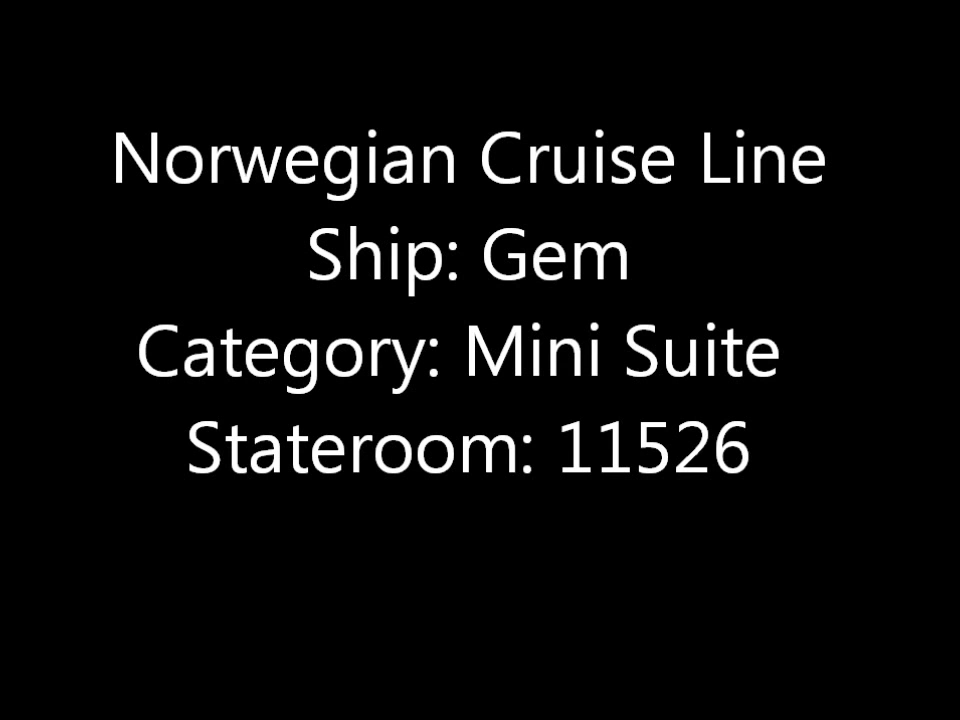 Norwegian Cruise Line
Ship: Gem
Category: Mini Suite
Stateroom: 11526